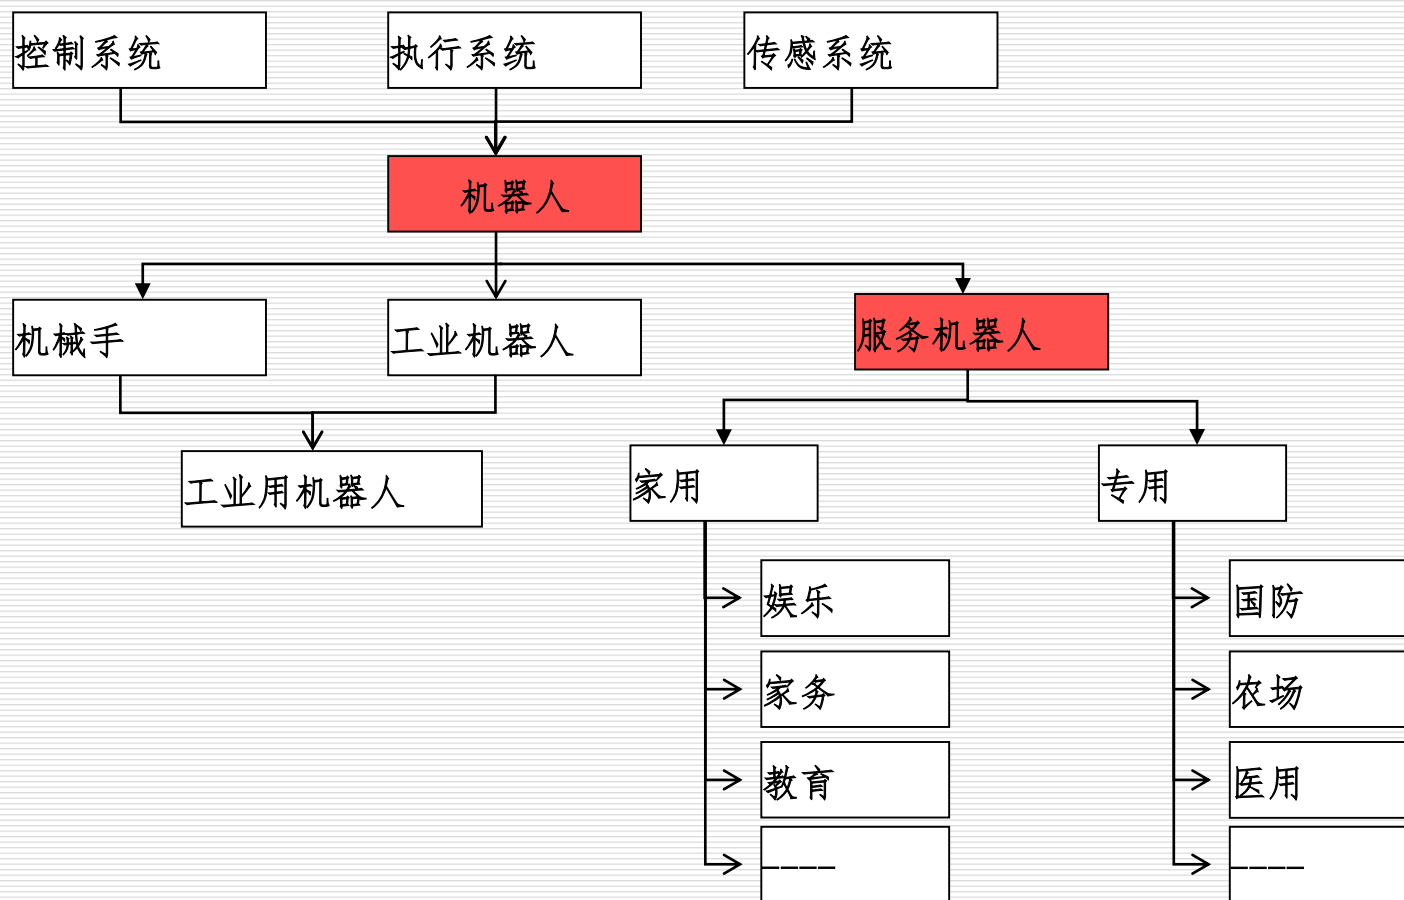 控制系统
执行系统
传感系统
机器人
机械手
工业机器人
服务机器人
工业用机器人
家用
专用
娱乐
国防
家务
农场
教育
医用
----
----